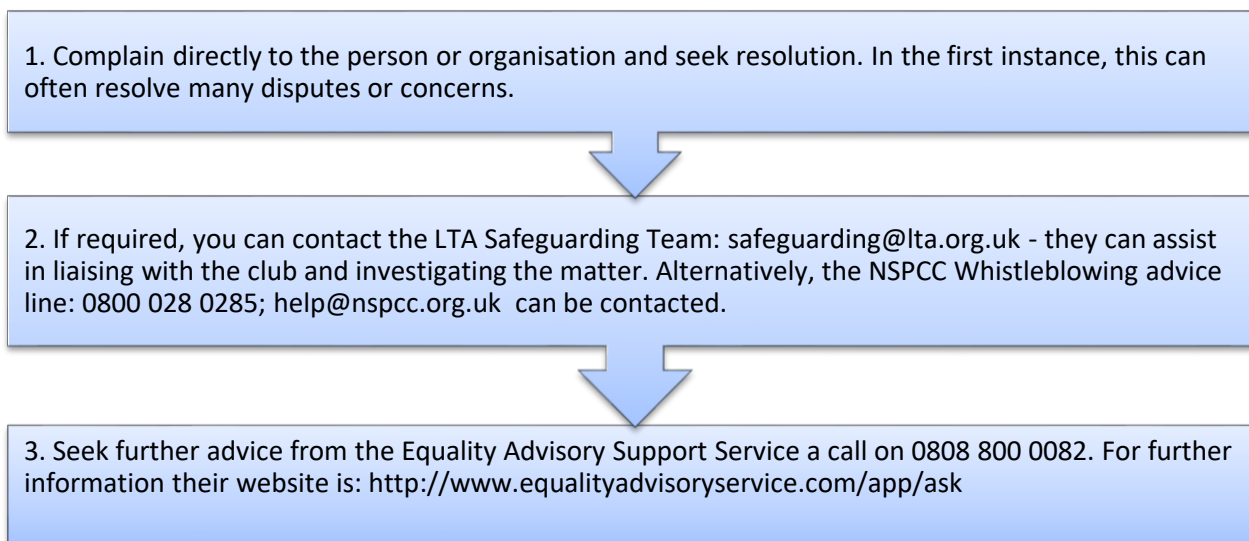 1. Complain directly to the person or organisation and seek resolution. In the first instance, this can
often resolve many disputes or concerns.
2. If required, you can contact the LTA Safeguarding Team: safeguarding@lta.org.uk - they can assist
in liaising with the club and investigating the matter. Alternatively, the NSPCC Whistleblowing advice
line: 0800 028 0285; help@nspcc.org.uk  can be contacted.
3. Seek further advice from the Equality Advisory Support Service a call on 0808 800 0082. For further
information their website is: http://www.equalityadvisoryservice.com/app/ask